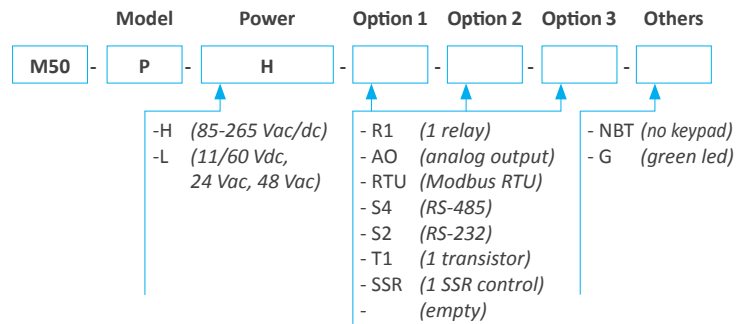 Model Power Option 1 Option 2 Option 3 Others
M50 - P - H - - - -
-H (85-265 Vac/dc) - R1 (1 relay) - NBT (no keypad)
-L (11/60 Vdc, - AO (analog output) - G (green led)
24 Vac, 48 Vac) - RTU (Modbus RTU)
- S4 (RS-485)
- S2 (RS-232)
- T1 (1 transistor)
- SSR (1 SSR control)
- (empty)